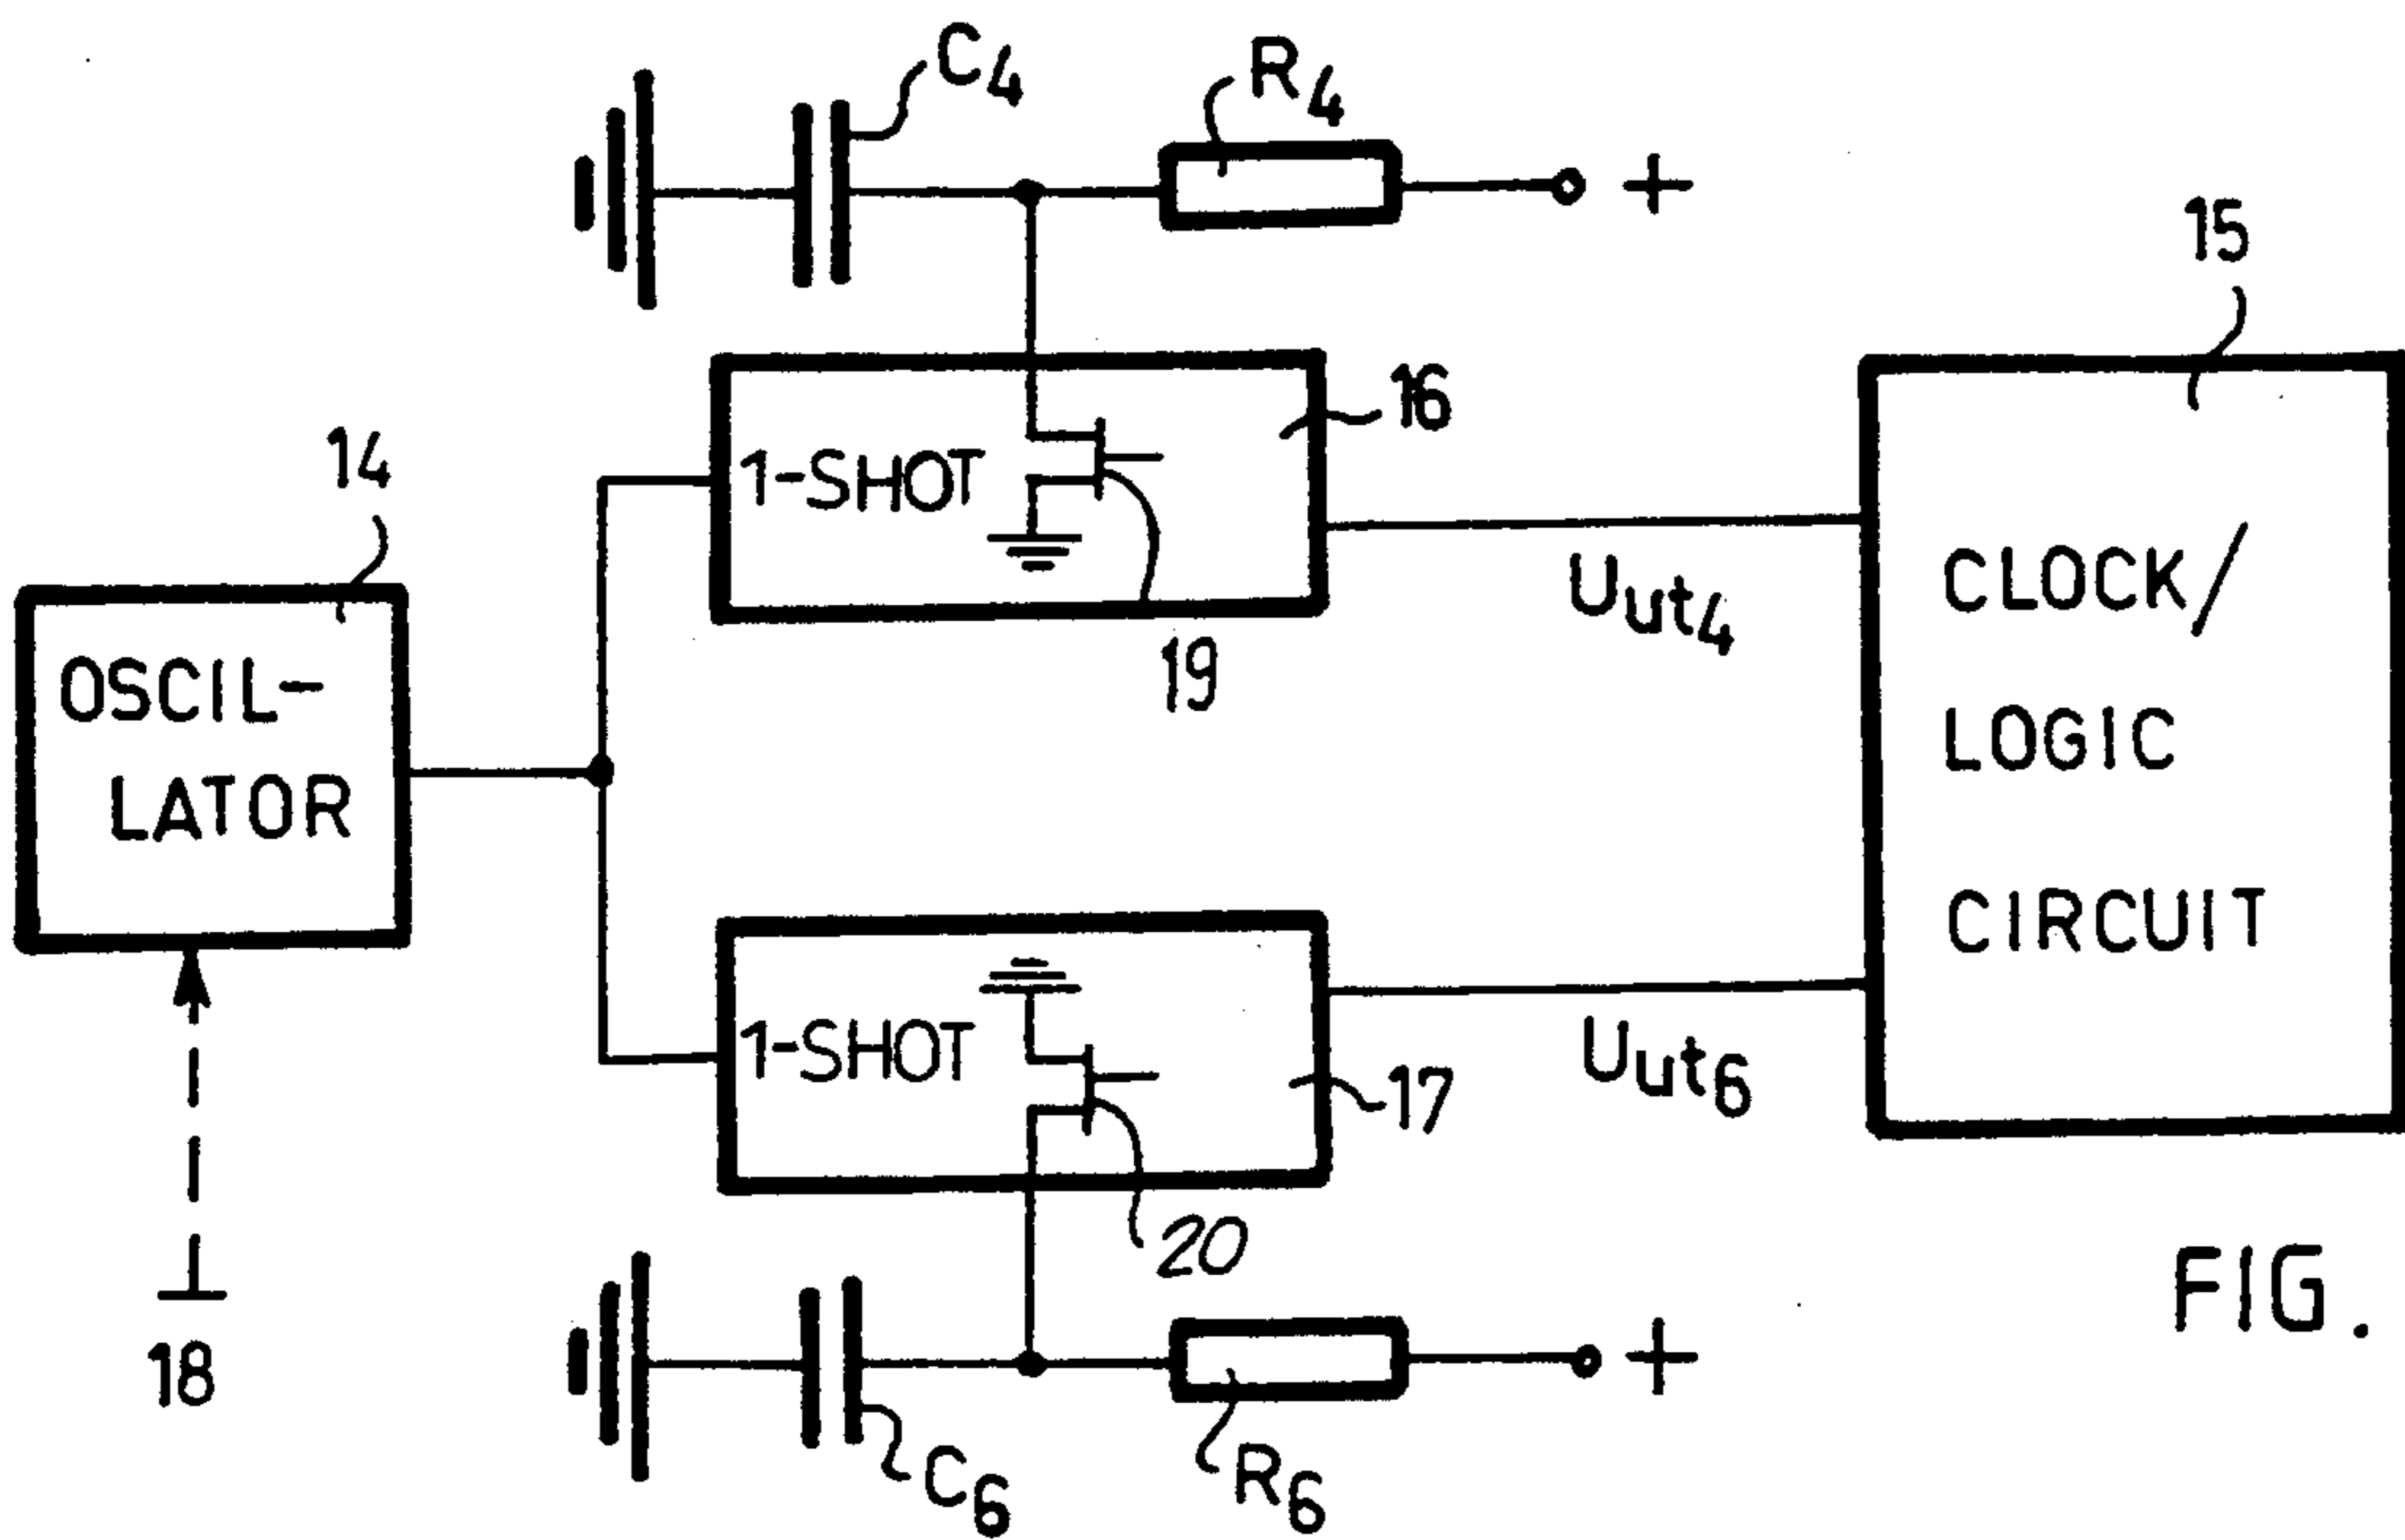 C4
R4
+
15
16
14
1-SHOT
Uut4
CLOCK/
LOGIC
CIRCUIT
19
OSCIL-
LATOR
1-SHOT
17
Uut6
20
18
+
FIG.
C6
R6